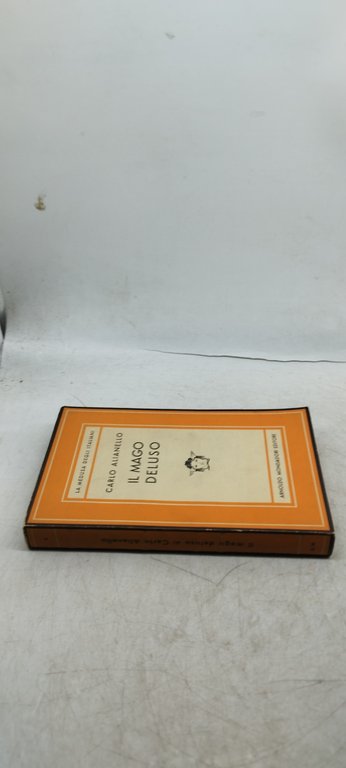 LA MEDUSA DEGLI ITALIANI
CARLO ALIANELLO
IL MAGO
DELUSO
ARNOLDO MONDADORI EDITORE
Il mago deluso di Carlo Alianello